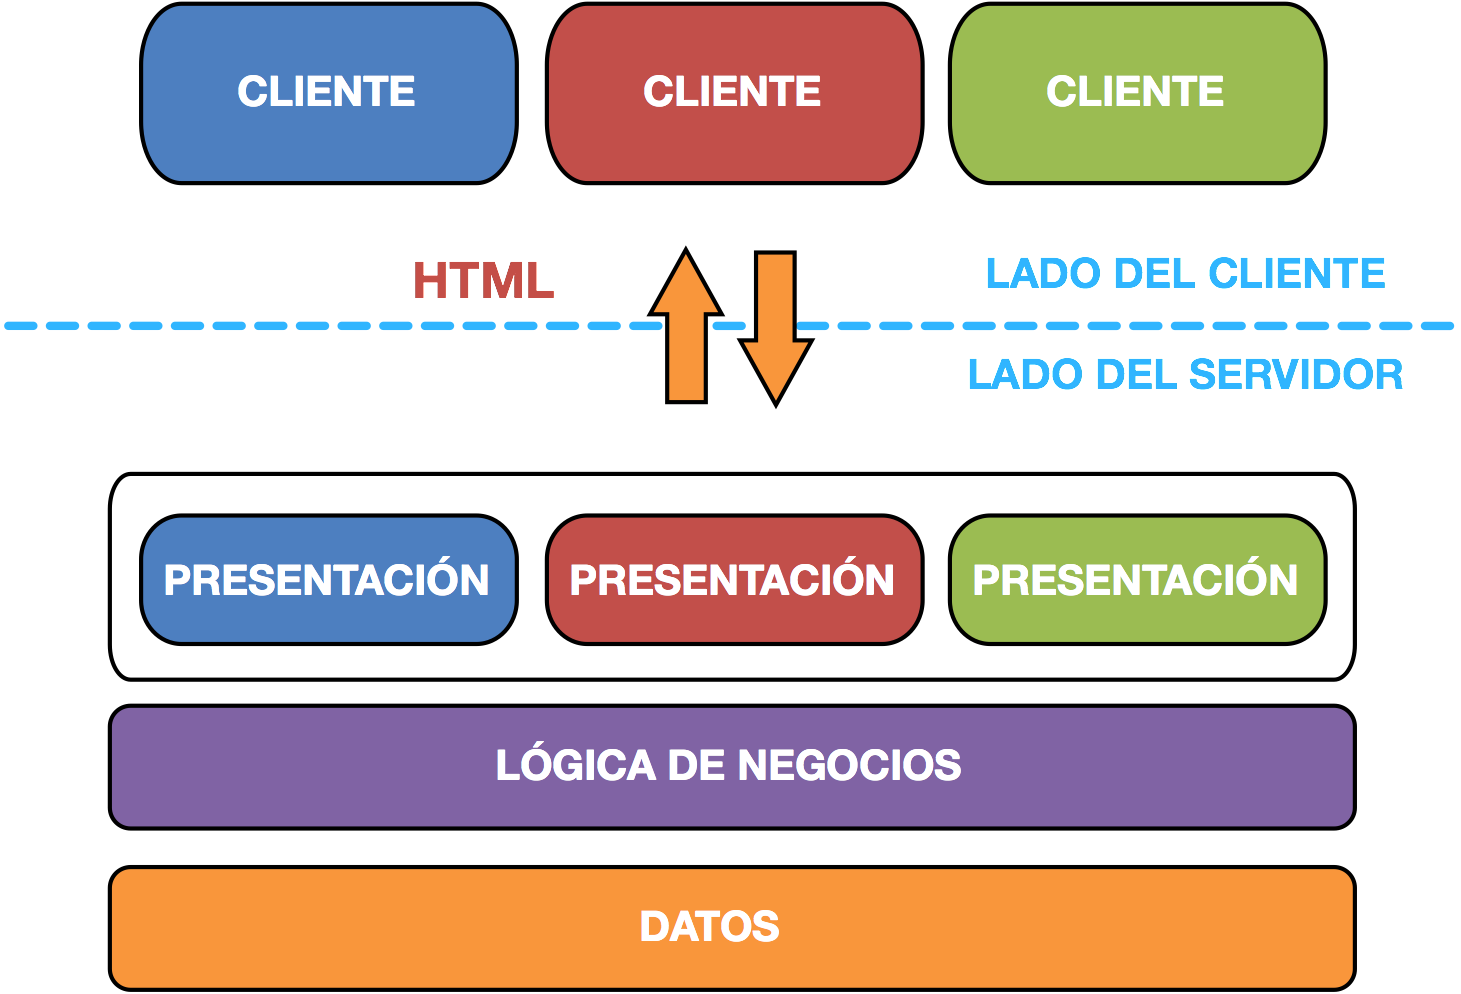 CLIENTE
CLIENTE
CLIENTE
HTML
LADO DEL CLIENTE
LADO DEL SERVIDOR
PRESENTACIÓN
PRESENTACIÓN
PRESENTACIÓN
LÓGICA DE NEGOCIOS
DATOS